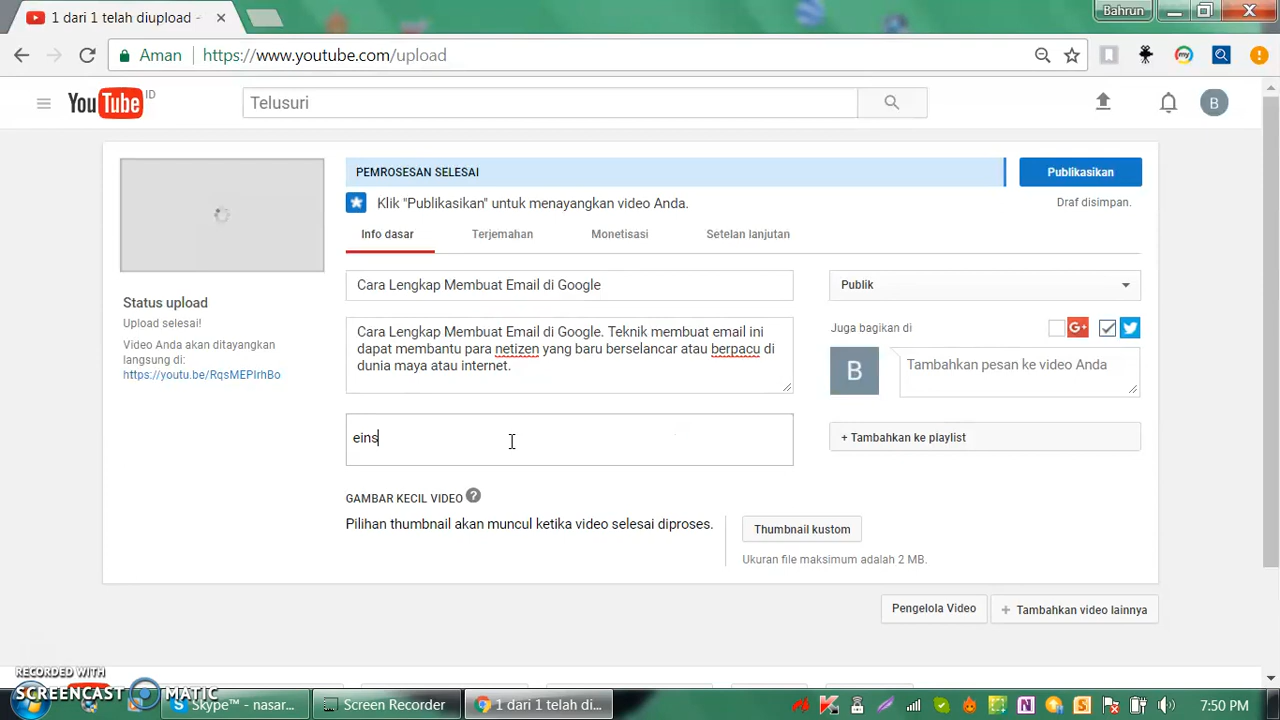 1 dari 1 telah diupload -
Bahrun
Aman https://www.youtube.com/upload
YouTube ID
Telusuri
B
PEMROSESAN SELESAI
Publikasikan
Klik "Publikasikan" untuk menayangkan video Anda.
Draf disimpan.
Info dasar Terjemahan Monetisasi Setelan lanjutan
Cara Lengkap Membuat Email di Google
Publik
Cara Lengkap Membuat Email di Google. Teknik membuat email ini
dapat membantu para netizen yang baru berselancar atau berpacu di
dunia maya atau internet.
Juga bagikan di G+
B
Tambahkan pesan ke video Anda
Status upload
Upload selesai!
Video Anda akan ditayangkan
langsung di:
https://youtu.be/RqsMEPIrhBo
eins
+ Tambahkan ke playlist
GAMBAR KECIL VIDEO ?
Pilihan thumbnail akan muncul ketika video selesai diproses.
Thumbnail kustom
Ukuran file maksimum adalah 2 MB.
Pengelola Video
+ Tambahkan video lainnya
RECORDED WITH
SCREENCAST MATIC
Skype™ - nasar...
Screen Recorder
1 dari 1 telah di...
7:50 PM